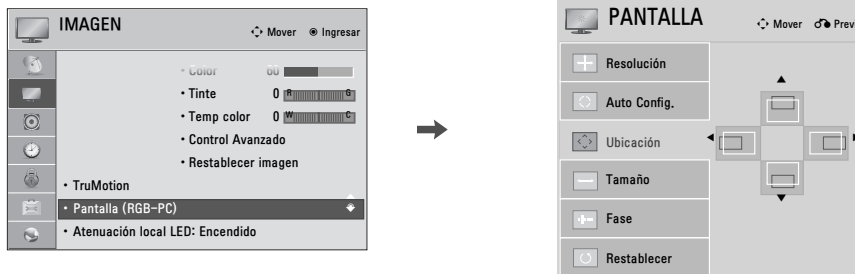 IMAGEN
Mover Ingresar
• Color 60
• Tinte 0 R G
• Temp color 0 W C
• Control Avanzado
• Restablecer imagen
• TruMotion
• Pantalla (RGB-PC)
• Atenuación local LED: Encendido
PANTALLA
Mover Prev
Resolución
Auto Config.
Ubicación
Tamaño
Fase
Restablecer